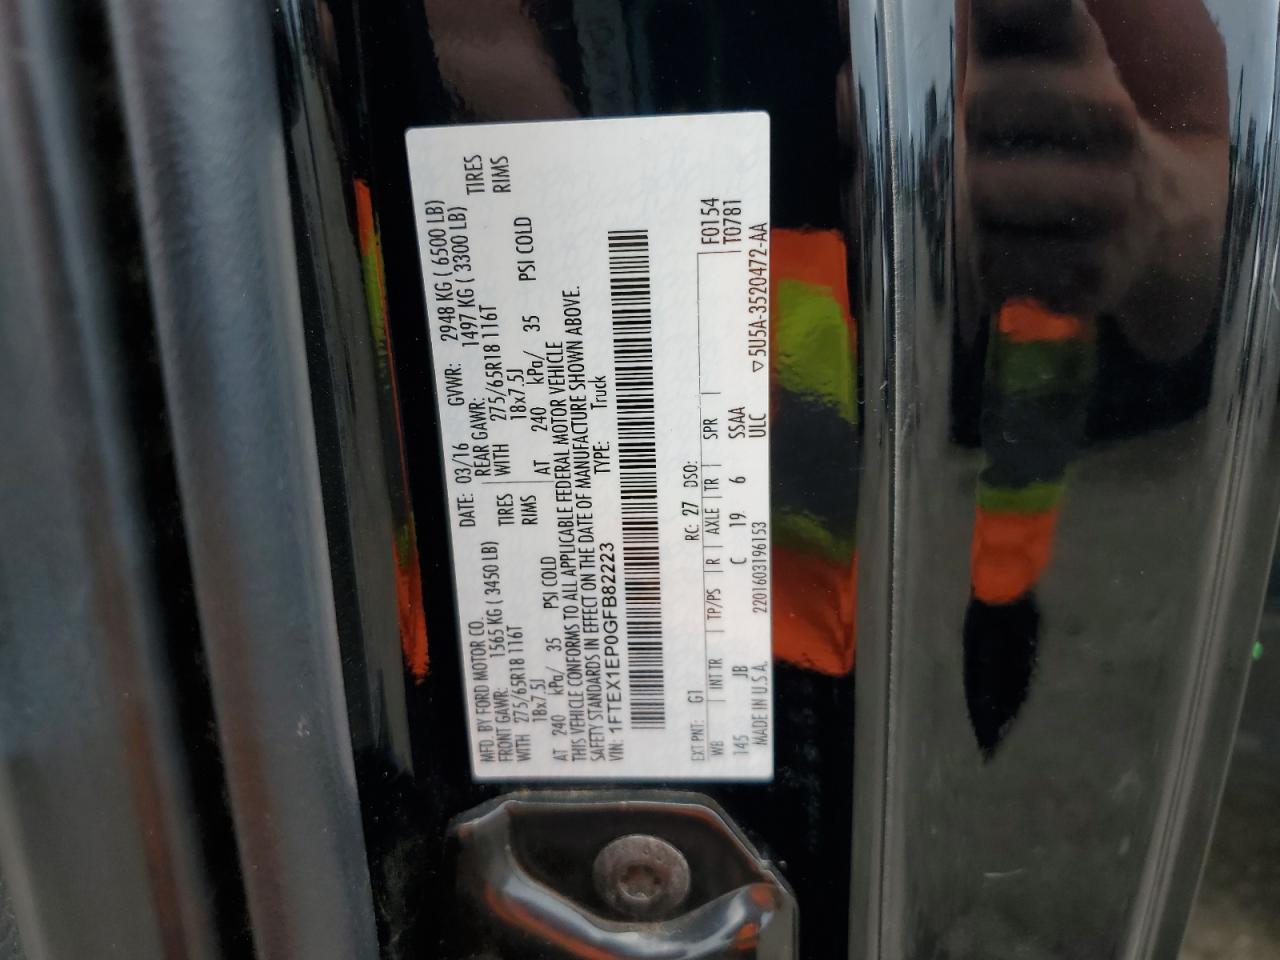 MFD. BY FORD MOTOR CO.
DATE: 03/16 GVWR: 2948 KG ( 6500 LB)
FRONT GAWR: 1565 KG ( 3450 LB) REAR GAWR: 1497 KG ( 3300 LB)
WITH 275/65R18 116T TIRES WITH 275/65R18 116T TIRES
18x7.5J RIMS 18x7.5J RIMS
AT 240 kPa/ 35 PSI COLD AT 240 kPa/ 35 PSI COLD
THIS VEHICLE CONFORMS TO ALL APPLICABLE FEDERAL MOTOR VEHICLE
SAFETY STANDARDS IN EFFECT ON THE DATE OF MANUFACTURE SHOWN ABOVE.
VIN: 1FTEX1EP0GFB82223 TYPE: Truck
EXT PNT: G1 RC: 27 DSO: F0154
WB INT TR TP/PS R AXLE TR SPR T0781
145 JB C 19 6 SSAA
MADE IN U.S.A. 2201603196153 ULC ▽5U5A-3520472-AA